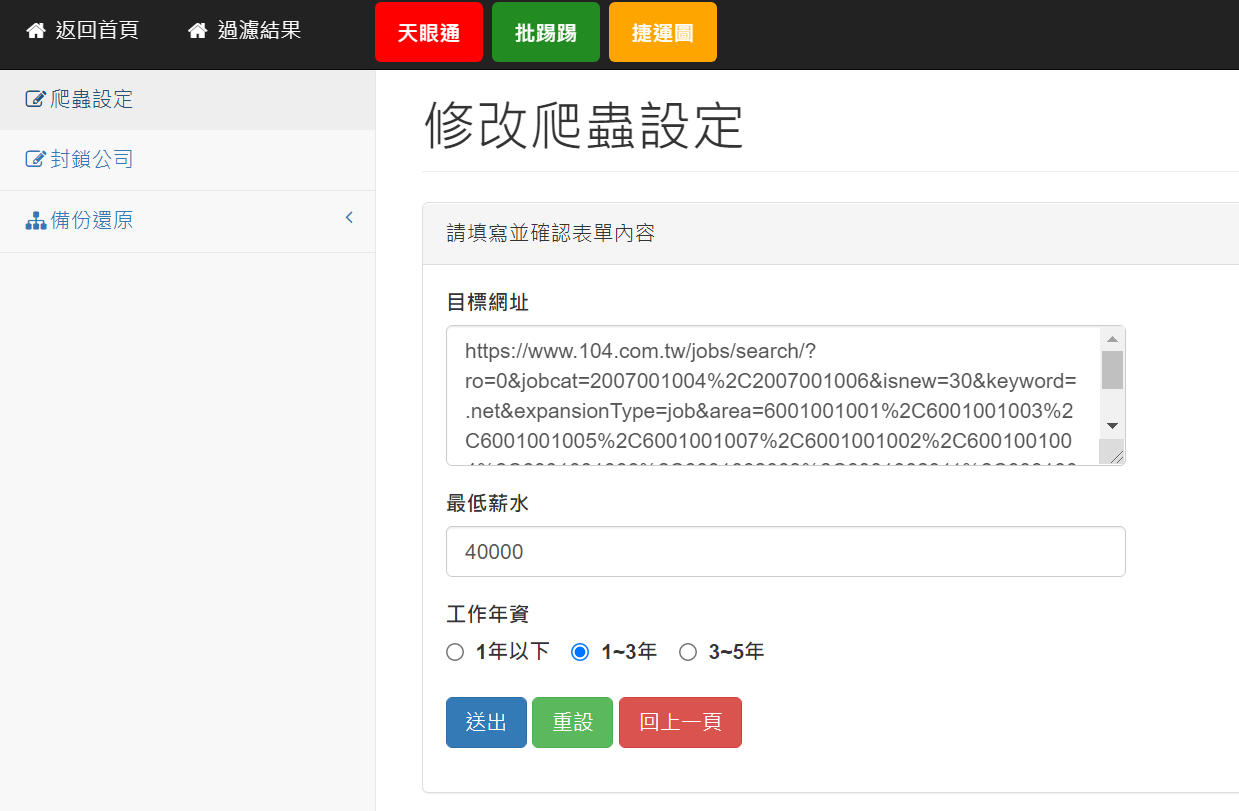 返回首頁 過濾結果 天眼通 批踢踢 捷運圖
爬蟲設定
封鎖公司
備份還原
修改爬蟲設定
請填寫並確認表單內容
目標網址
https://www.104.com.tw/jobs/search/?
ro=0&jobcat=2007001004%2C2007001006&isnew=30&keyword=
.net&expansionType=job&area=6001001001%2C6001001003%2
C6001001005%2C6001001007%2C6001001002%2C600100100
最低薪水
40000
工作年資
1年以下 1~3年 3~5年
送出 重設 回上一頁